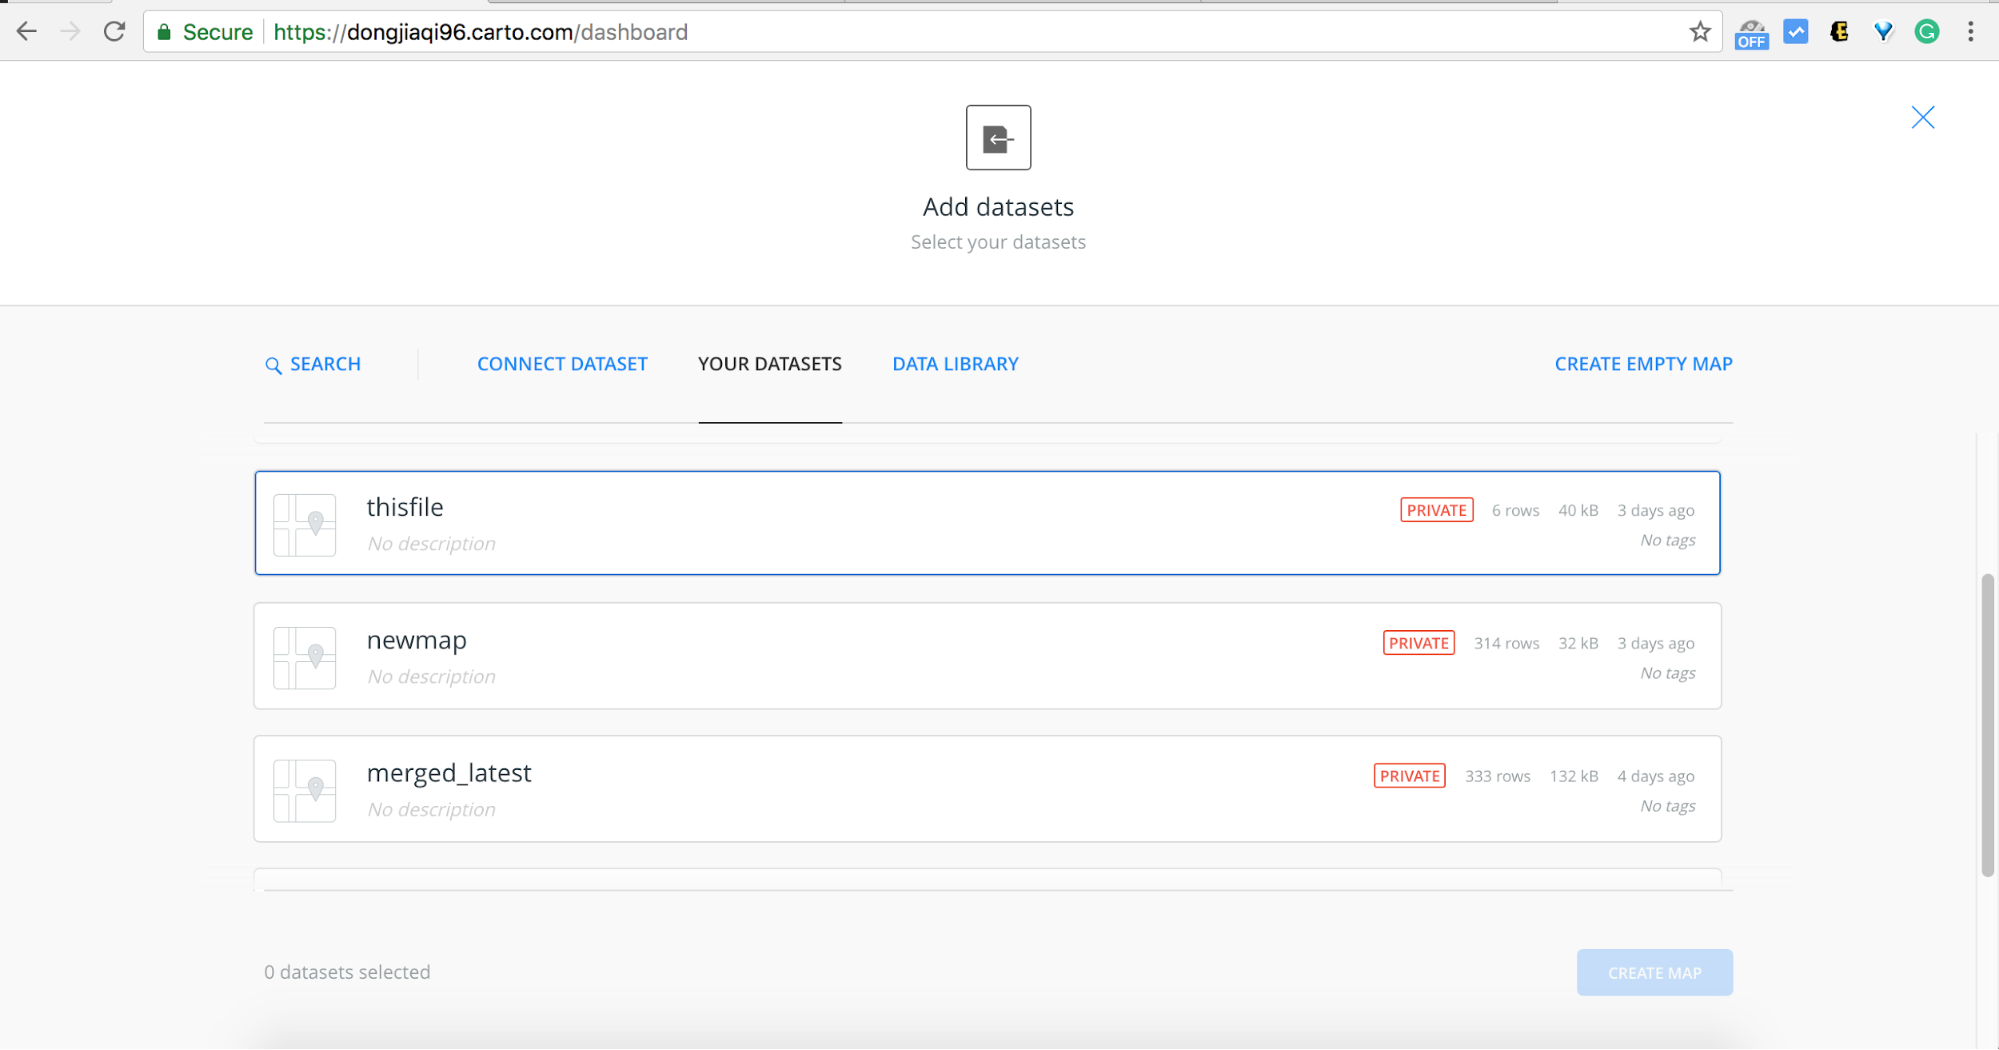 Secure https://dongjiaqi96.carto.com/dashboard
OFF
E
G
Add datasets
Select your datasets
SEARCH CONNECT DATASET YOUR DATASETS DATA LIBRARY CREATE EMPTY MAP
thisfile
PRIVATE 6 rows 40 kB 3 days ago
No description
No tags
newmap
PRIVATE 314 rows 32 kB 3 days ago
No description
No tags
merged_latest
PRIVATE 333 rows 132 kB 4 days ago
No description
No tags
0 datasets selected
CREATE MAP